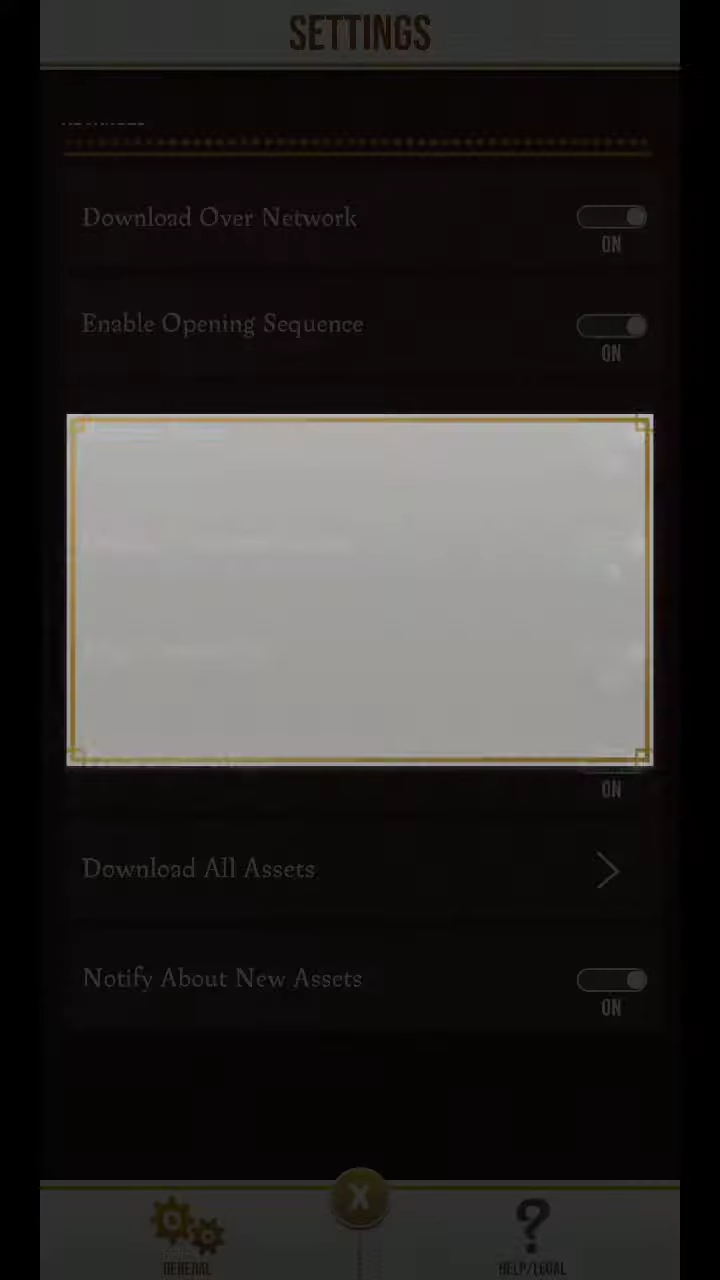 SETTINGS
Download Over Network
ON
Enable Opening Sequence
ON
ON
Download All Assets
Notify About New Assets
ON
X
GENERAL
HELP/LEGAL